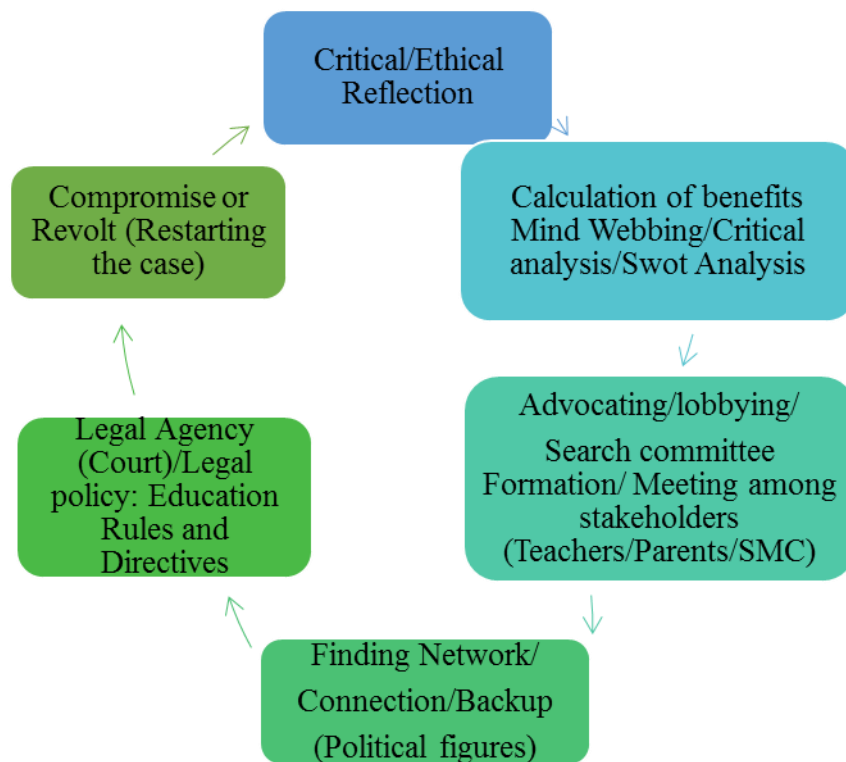 Critical/Ethical
Reflection
Calculation of benefits
Mind Webbing/Critical
analysis/Swot Analysis
Advocating/lobbying/
Search committee
Formation/ Meeting among
stakeholders
(Teachers/Parents/SMC)
Finding Network/
Connection/Backup
(Political figures)
Legal Agency
(Court)/Legal
policy: Education
Rules and
Directives
Compromise or
Revolt (Restarting
the case)